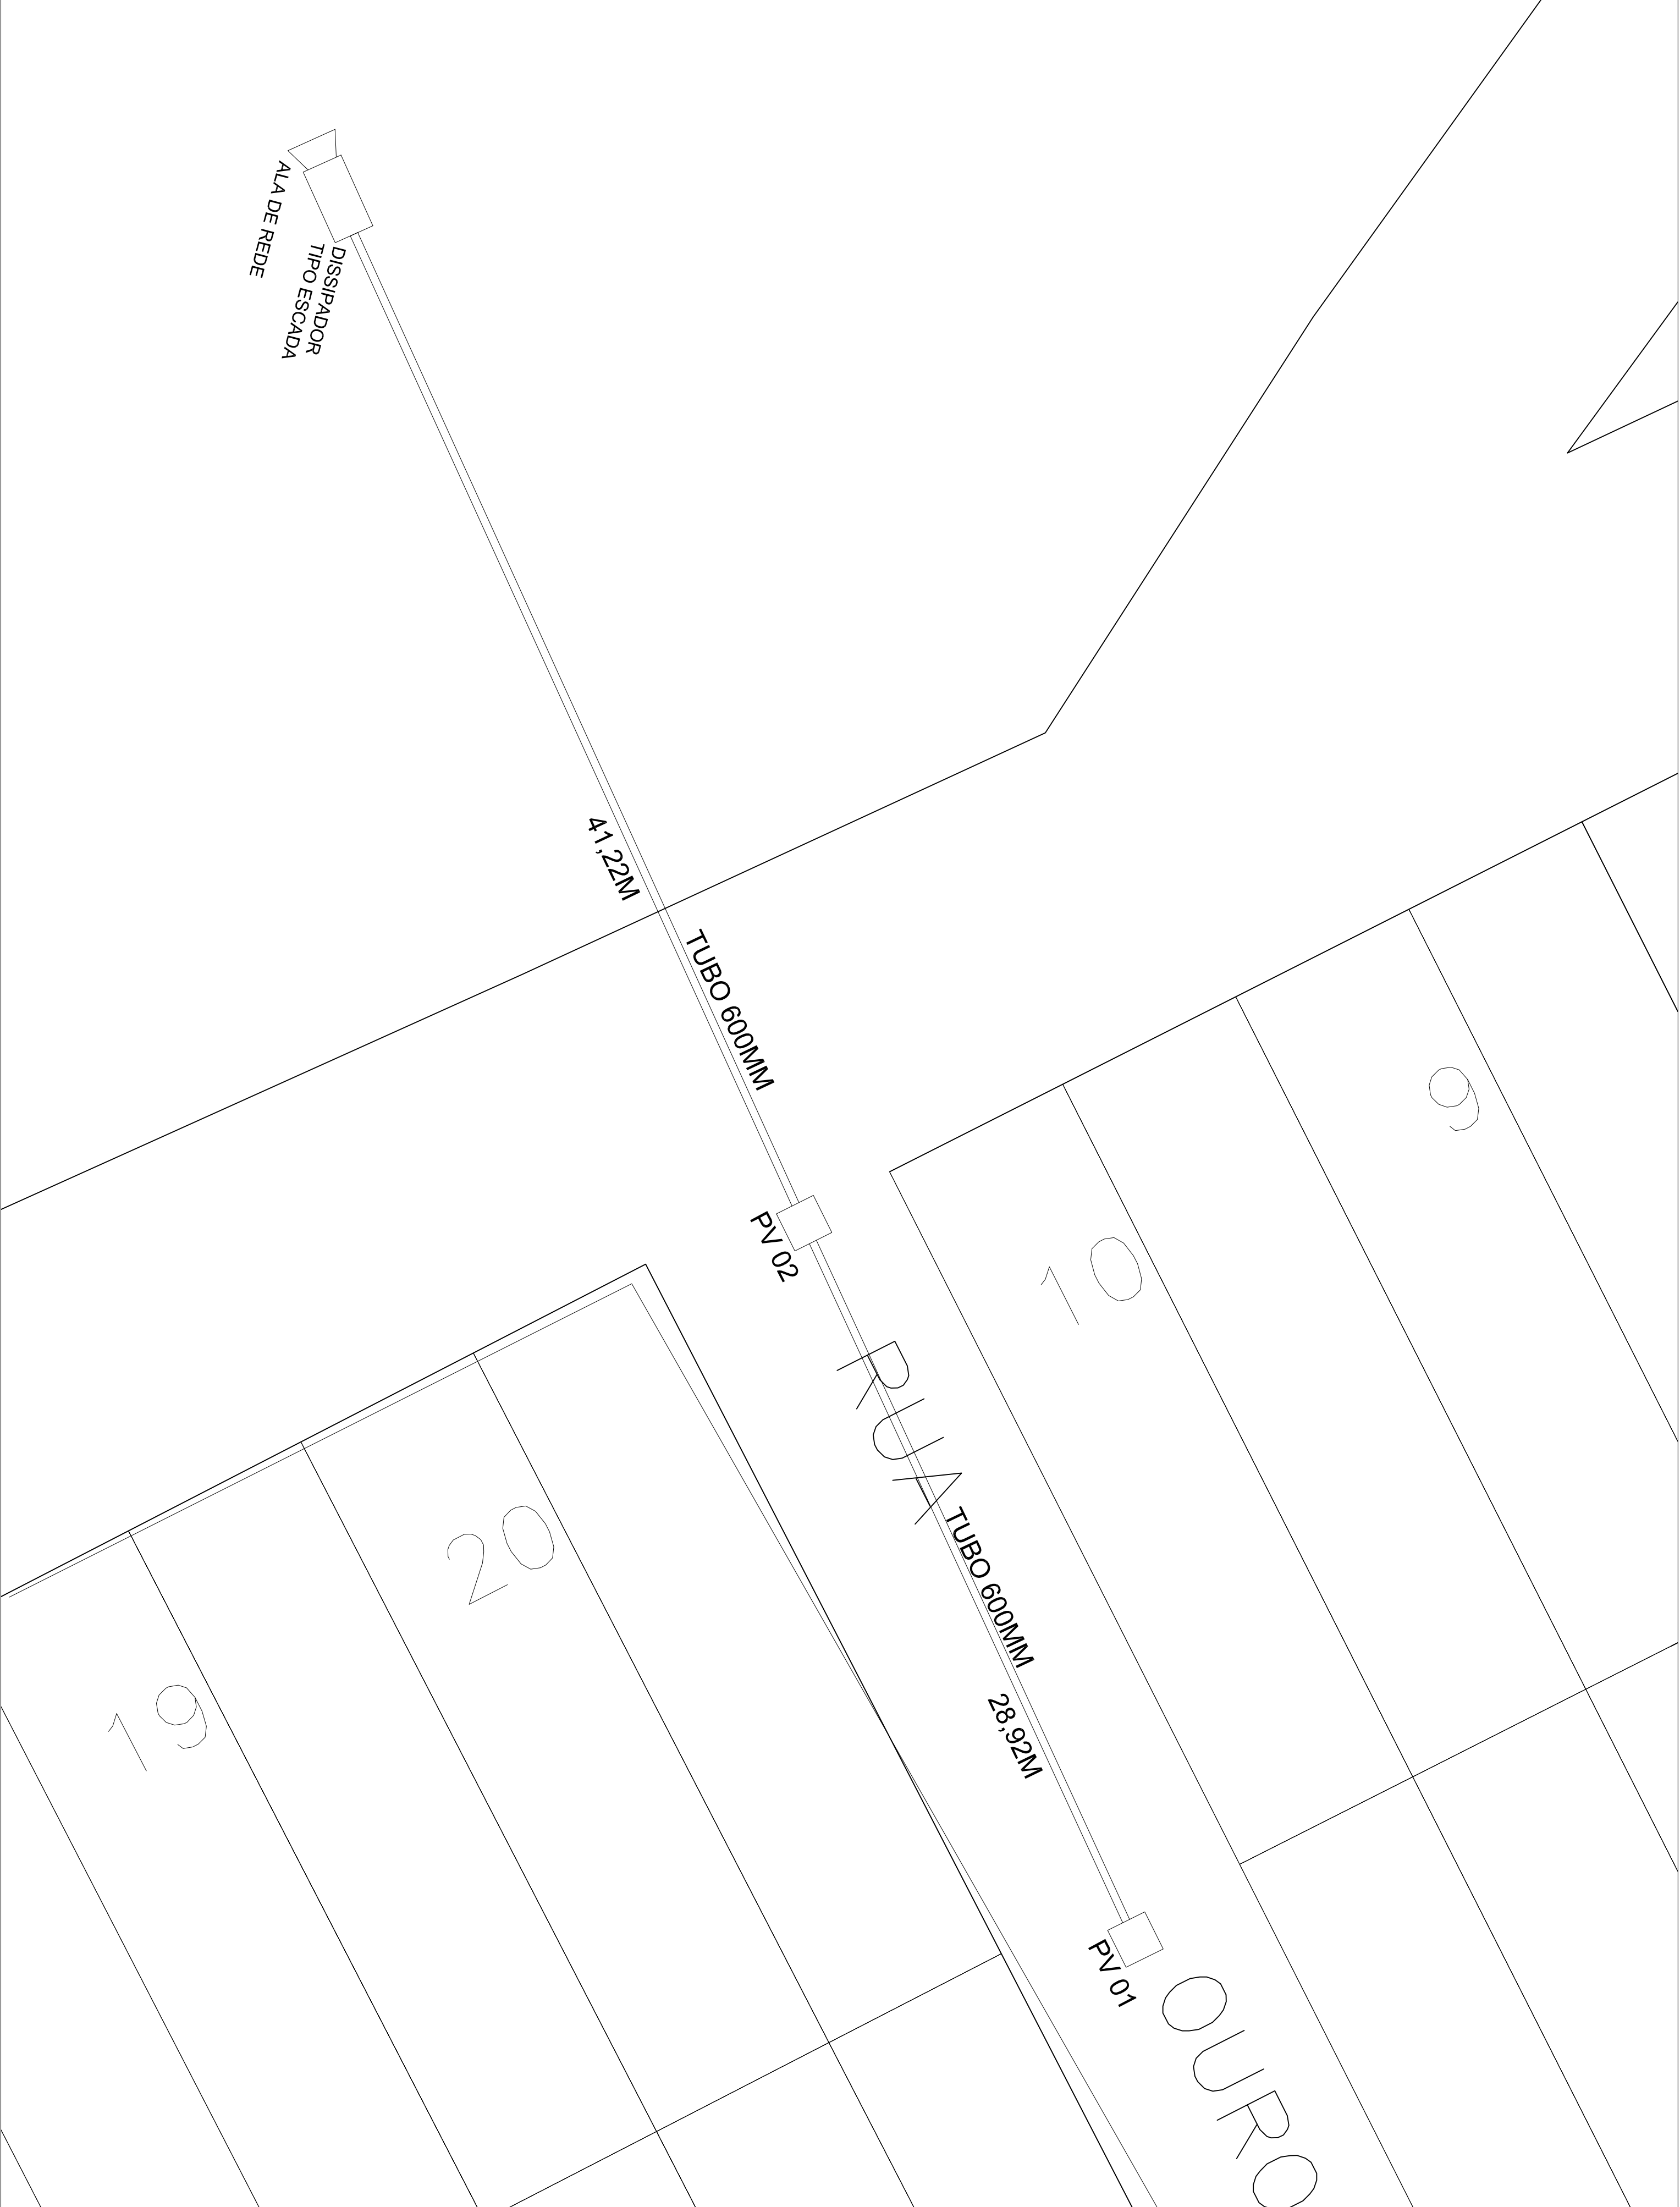 ALA DE REDE
DISSIPADOR
TIPO ESCADA
41,22M
TUBO 600MM
PV 02
9
10
RUA
TUBO 600MM
20
28,92M
19
PV 01
OURO